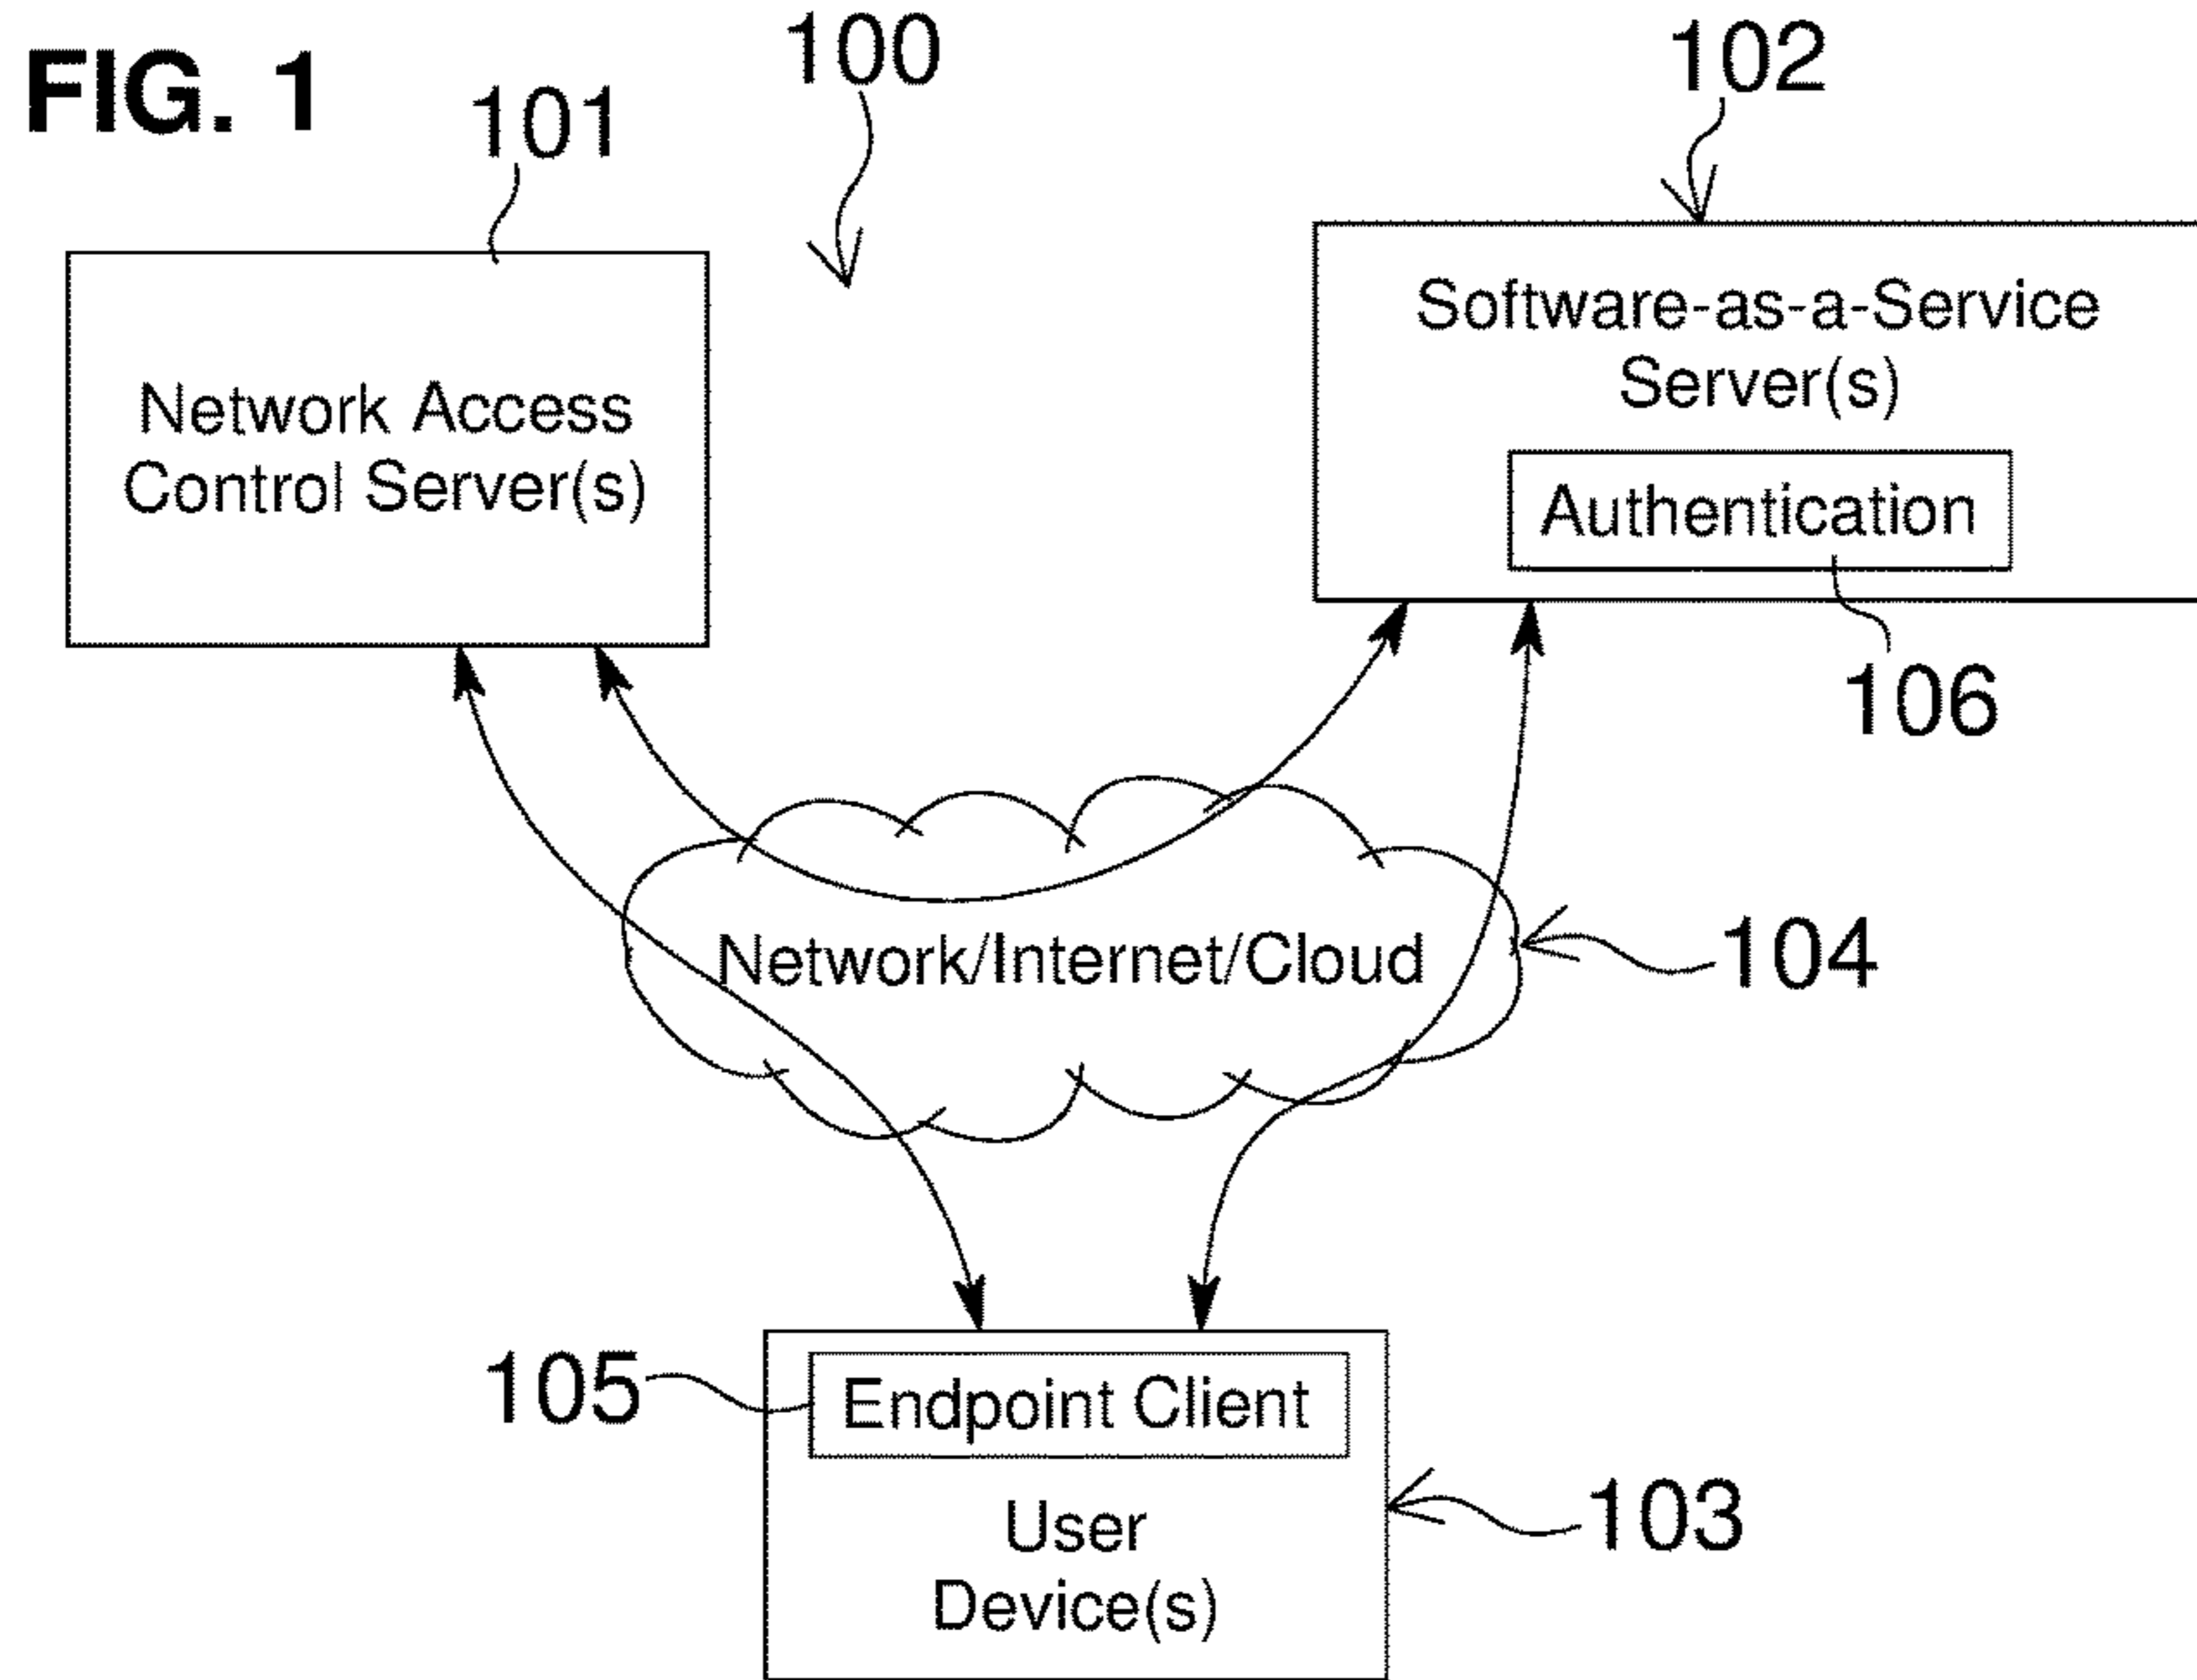 FIG. 1
100
102
101
Software-as-a-Service
Server(s)
Network Access
Control Server(s)
Authentication
106
Network/Internet/Cloud
104
105
Endpoint Client
User
Device(s)
103